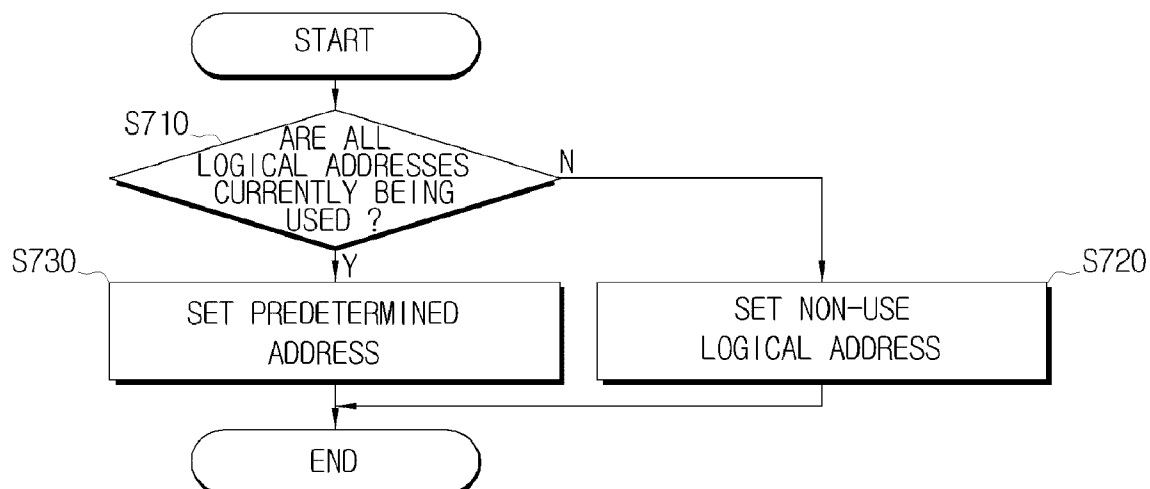 START
S710
ARE ALL
LOGICAL ADDRESSES
CURRENTLY BEING
USED ?
N
Y
S730
SET PREDETERMINED
ADDRESS
S720
SET NON-USE
LOGICAL ADDRESS
END